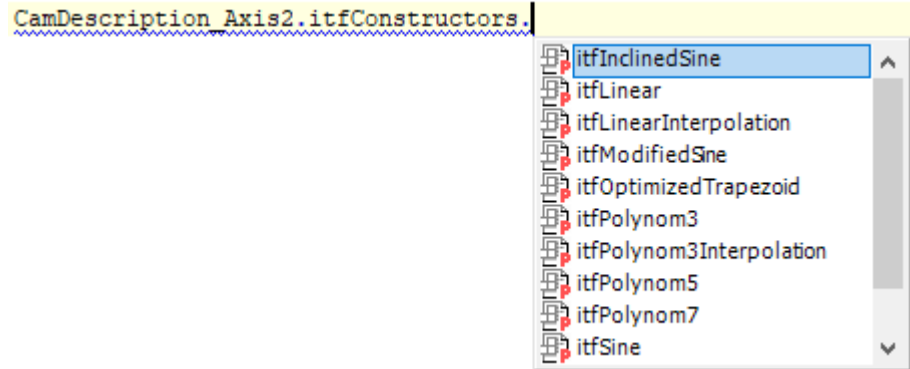 CamDescription_Axis2.itfConstructors.
itfInclinedSine
itfLinear
itfLinearInterpolation
itfModifiedSine
itfOptimizedTrapezoid
itfPolynom3
itfPolynom3Interpolation
itfPolynom5
itfPolynom7
itfSine